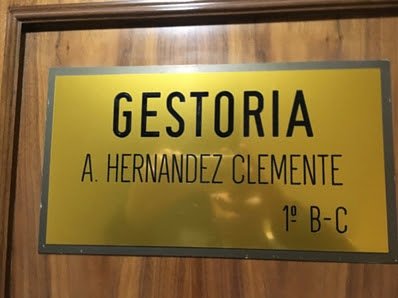 GESTORIA
A. HERNANDEZ CLEMENTE
1º B-C